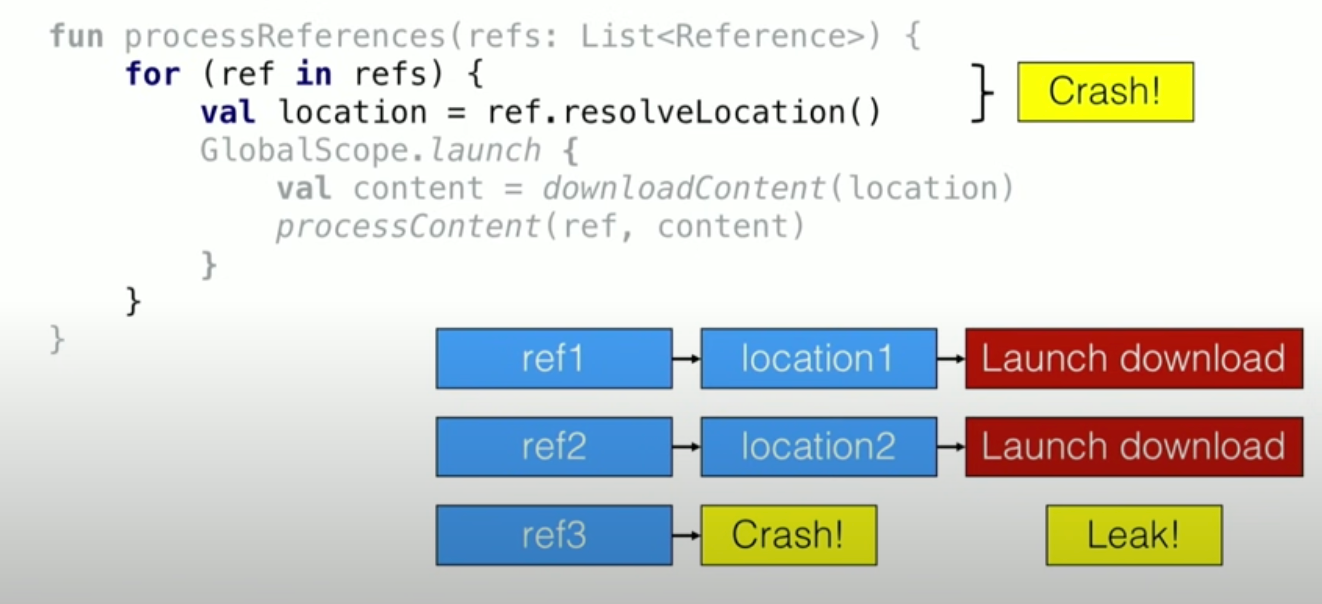 fun processReferences(refs: List<Reference>) {
    for (ref in refs) {
        val location = ref.resolveLocation()
        GlobalScope.launch {
            val content = downloadContent(location)
            processContent(ref, content)
        }
    }
}
Crash!
ref1 location1 Launch download
ref2 location2 Launch download
ref3 Crash! Leak!